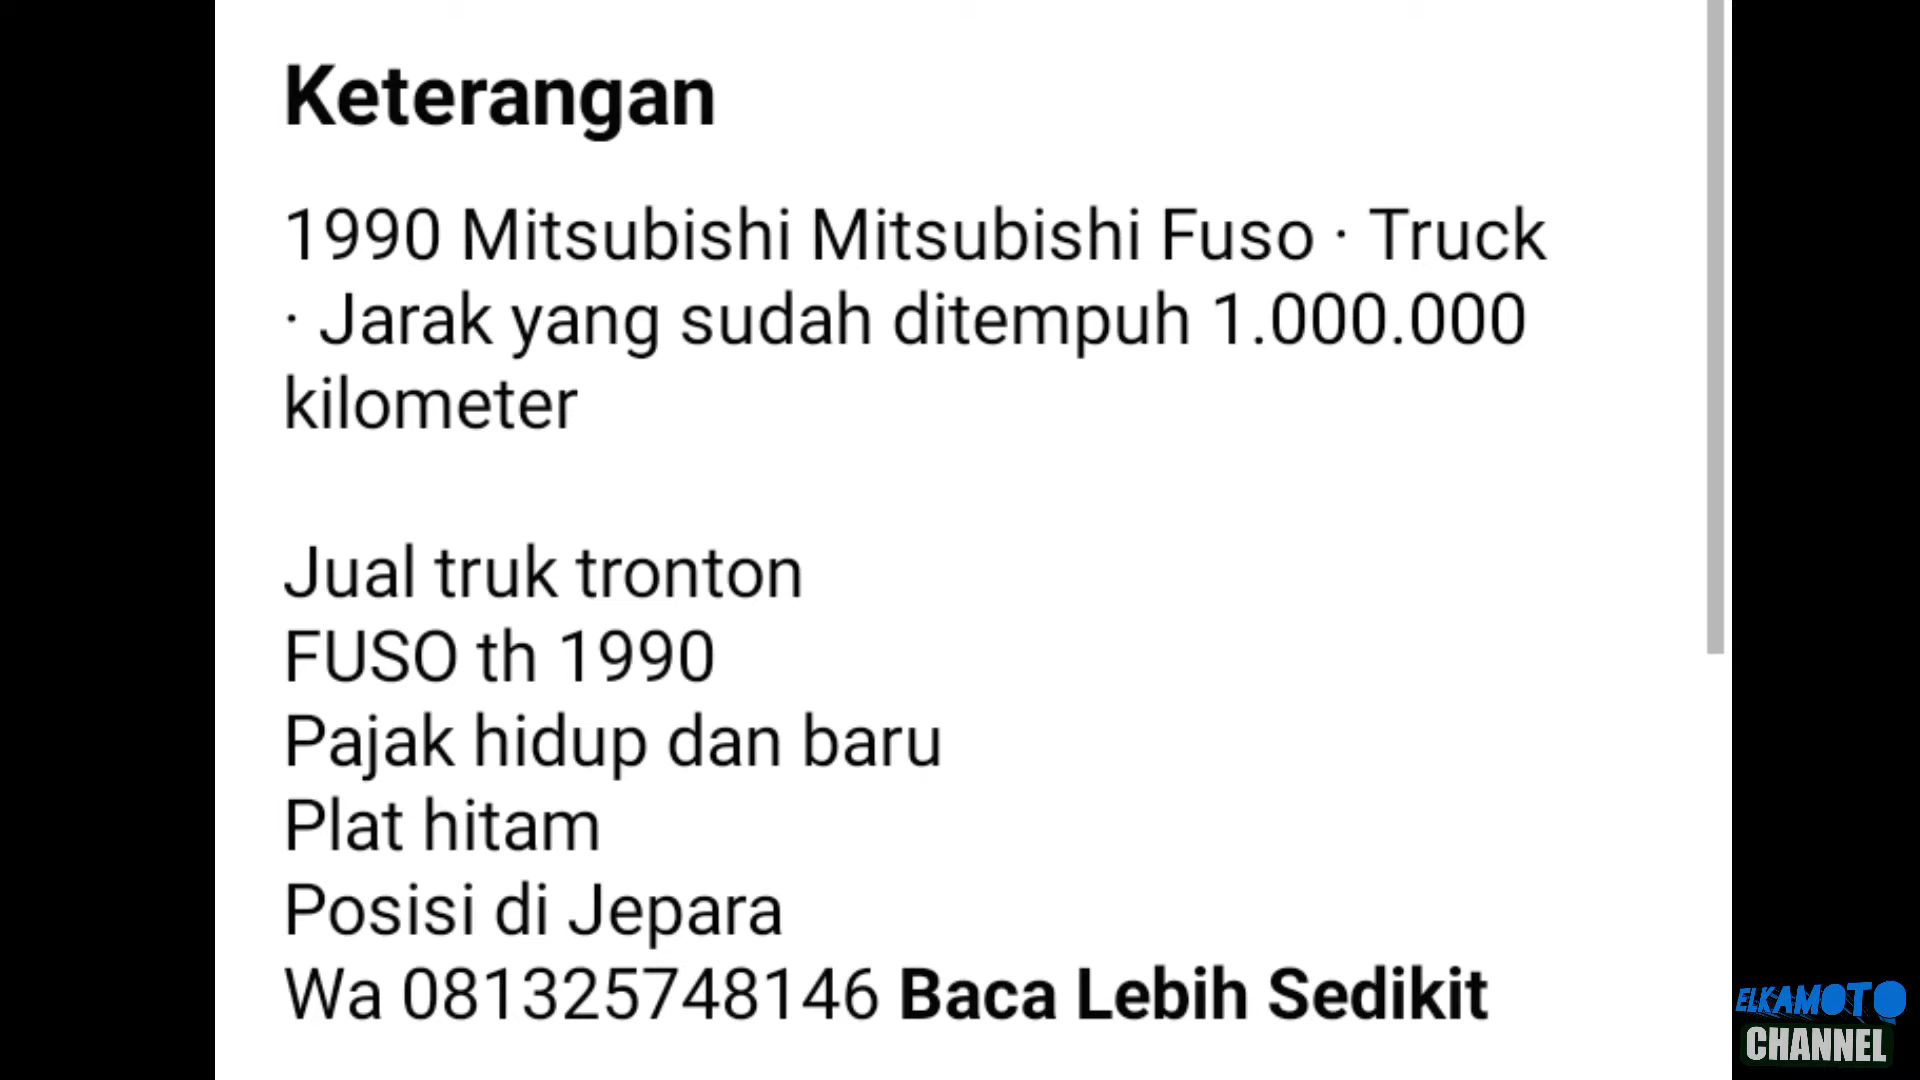 Keterangan
1990 Mitsubishi Mitsubishi Fuso · Truck
· Jarak yang sudah ditempuh 1.000.000
kilometer
Jual truk tronton
FUSO th 1990
Pajak hidup dan baru
Plat hitam
Posisi di Jepara
Wa 081325748146 Baca Lebih Sedikit
ELKAMOTO
CHANNEL